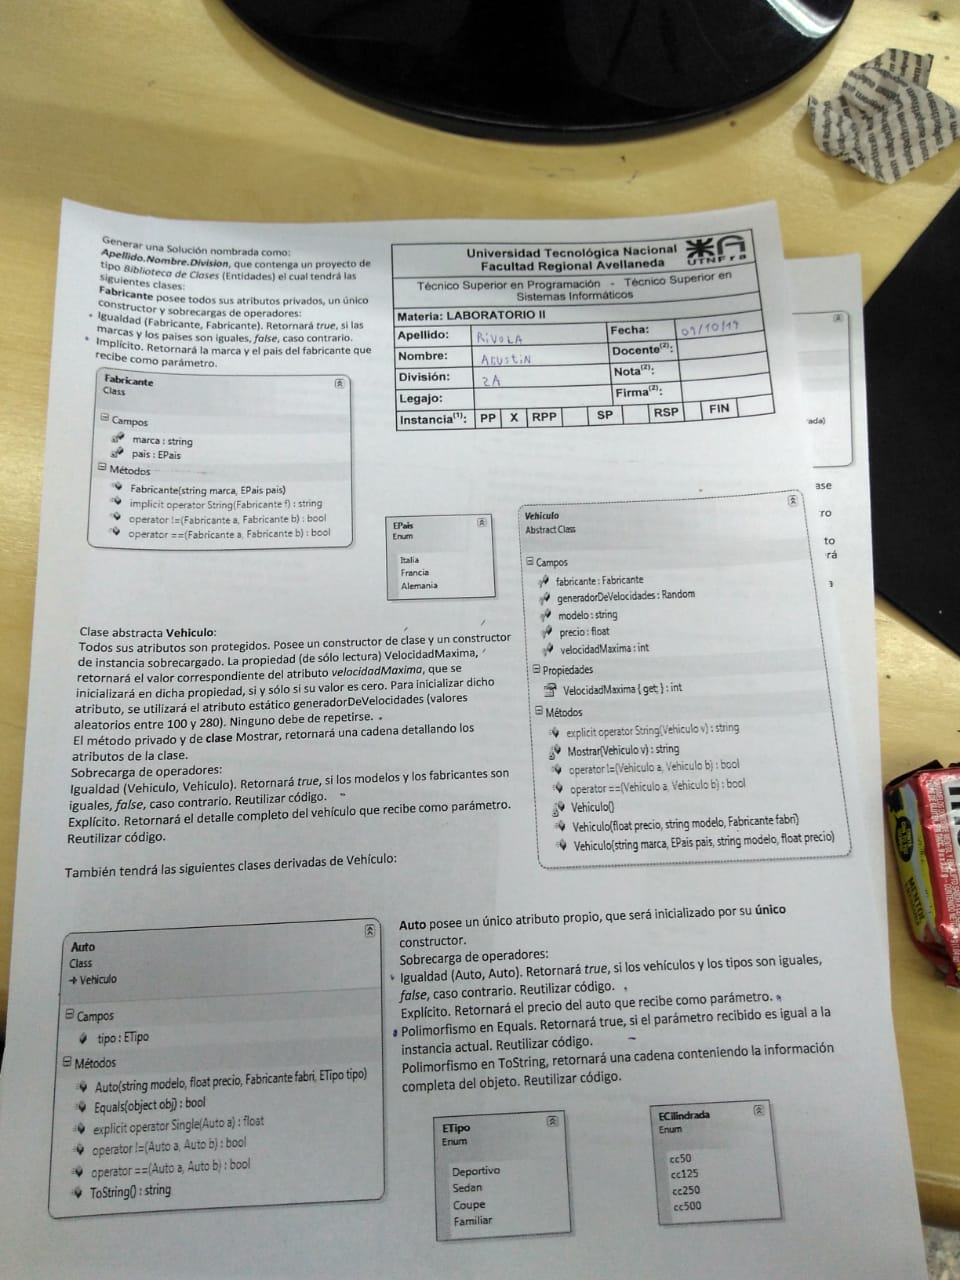 Generar una Solución nombrada como:
Apellido.Nombre.Division, que contenga un proyecto de
tipo Biblioteca de Clases (Entidades) el cual tendrá las
siguientes clases:
Fabricante posee todos sus atributos privados, un único
constructor y sobrecargas de operadores:
Igualdad (Fabricante, Fabricante). Retornará true, si las
marcas y los paises son iguales, false, caso contrario.
Implícito. Retornará la marca y el pais del fabricante que
recibe como parámetro.
Universidad Tecnológica Nacional
Facultad Regional Avellaneda
UTNFra
Técnico Superior en Programación - Técnico Superior en
Sistemas Informáticos
Materia: LABORATORIO II
Apellido: RIVOLA Fecha: 09/10/19
Nombre: AGUSTIN Docente(2):
División: 2A Nota(2):
Legajo: Firma(2):
Instancia(1): PP X RPP SP RSP FIN
Fabricante
Class
Campos
marca : string
pais : EPais
Métodos
Fabricante(string marca, EPais pais)
implicit operator String(Fabricante f) : string
operator !=(Fabricante a, Fabricante b) : bool
operator ==(Fabricante a, Fabricante b) : bool
EPais
Enum
Italia
Francia
Alemania
Vehiculo
Abstract Class
Campos
fabricante : Fabricante
generadorDeVelocidades : Random
modelo : string
precio : float
velocidadMaxima : int
Propiedades
VelocidadMaxima { get; } : int
Métodos
explicit operator String(Vehiculo v) : string
Mostrar(Vehiculo v) : string
operator !=(Vehiculo a, Vehiculo b) : bool
operator ==(Vehiculo a, Vehiculo b) : bool
Vehiculo()
Vehiculo(float precio, string modelo, Fabricante fabri)
Vehiculo(string marca, EPais pais, string modelo, float precio)
Clase abstracta Vehiculo:
Todos sus atributos son protegidos. Posee un constructor de clase y un constructor
de instancia sobrecargado. La propiedad (de sólo lectura) VelocidadMaxima,
retornará el valor correspondiente del atributo velocidadMaxima, que se
inicializará en dicha propiedad, si y sólo si su valor es cero. Para inicializar dicho
atributo, se utilizará el atributo estático generadorDeVelocidades (valores
aleatorios entre 100 y 280). Ninguno debe de repetirse.
El método privado y de clase Mostrar, retornará una cadena detallando los
atributos de la clase.
Sobrecarga de operadores:
Igualdad (Vehiculo, Vehiculo). Retornará true, si los modelos y los fabricantes son
iguales, false, caso contrario. Reutilizar código.
Explícito. Retornará el detalle completo del vehículo que recibe como parámetro.
Reutilizar código.
También tendrá las siguientes clases derivadas de Vehículo:
Auto
Class
Vehiculo
Campos
tipo : ETipo
Métodos
Auto(string modelo, float precio, Fabricante fabri, ETipo tipo)
Equals(object obj) : bool
explicit operator Single(Auto a) : float
operator !=(Auto a, Auto b) : bool
operator ==(Auto a, Auto b) : bool
ToString() : string
Auto posee un único atributo propio, que será inicializado por su único
constructor.
Sobrecarga de operadores:
Igualdad (Auto, Auto). Retornará true, si los vehículos y los tipos son iguales,
false, caso contrario. Reutilizar código.
Explícito. Retornará el precio del auto que recibe como parámetro.
Polimorfismo en Equals. Retornará true, si el parámetro recibido es igual a la
instancia actual. Reutilizar código.
Polimorfismo en ToString, retornará una cadena conteniendo la información
completa del objeto. Reutilizar código.
ETipo
Enum
Deportivo
Sedan
Coupe
Familiar
ECilindrada
Enum
cc50
cc125
cc250
cc500
ada)
ase
ro
to
rá
MENTOL